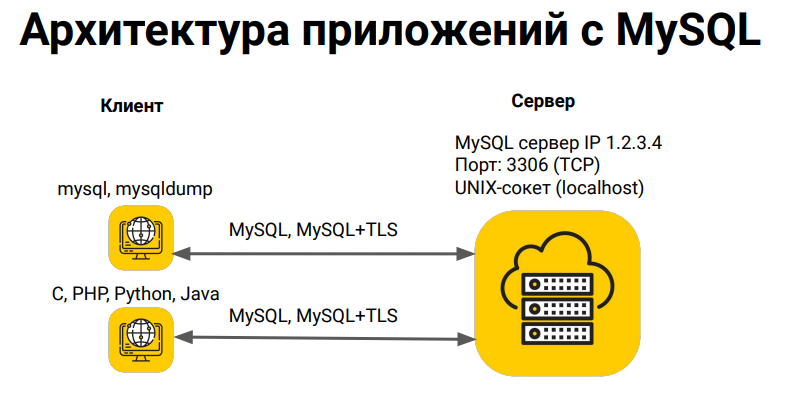 Архитектура приложений с MySQL
Клиент
Сервер
MySQL сервер IP 1.2.3.4
Порт: 3306 (TCP)
UNIX-сокет (localhost)
mysql, mysqldump
MySQL, MySQL+TLS
C, PHP, Python, Java
MySQL, MySQL+TLS